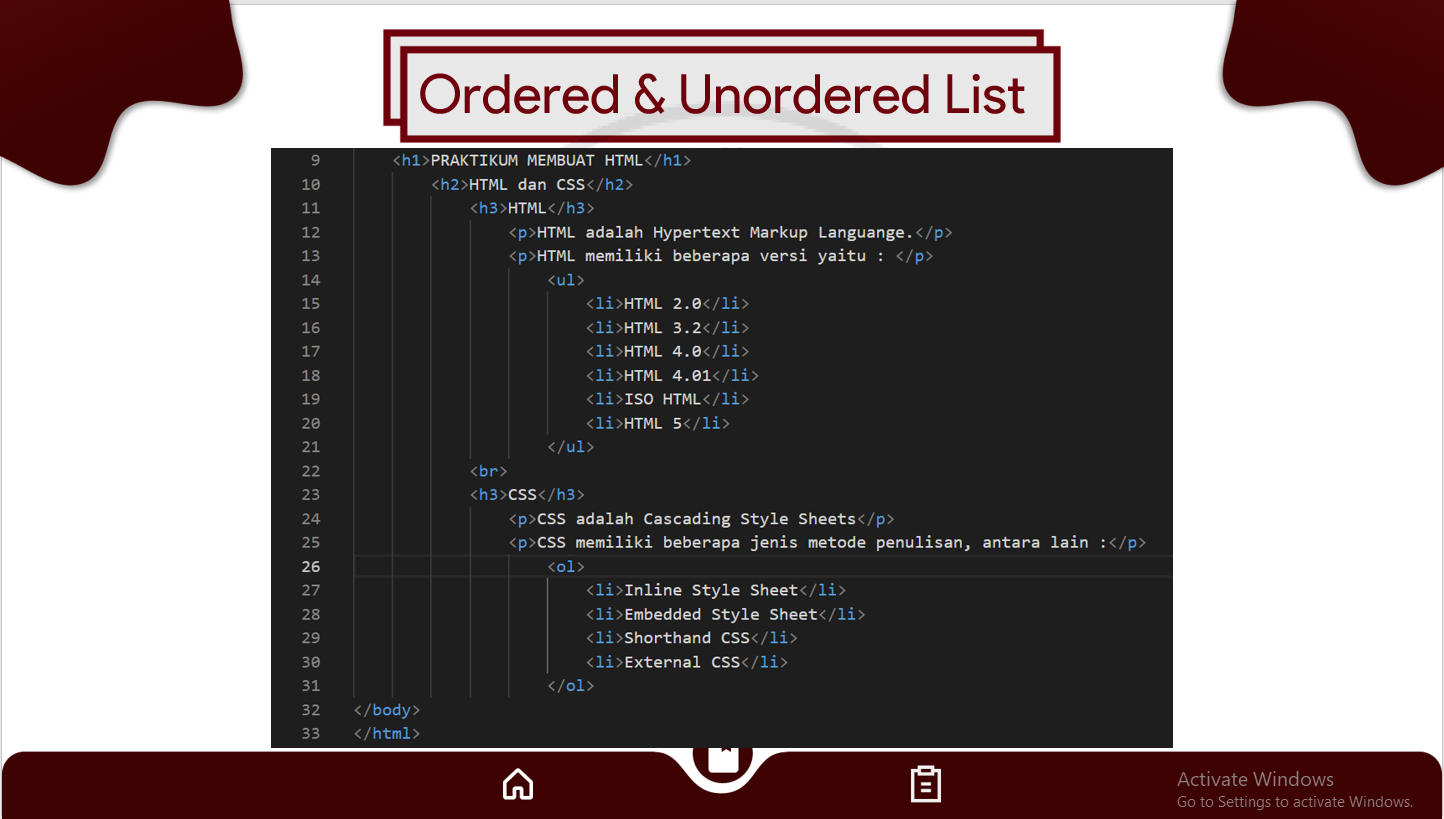 Ordered & Unordered List
9 <h1>PRAKTIKUM MEMBUAT HTML</h1>
10 <h2>HTML dan CSS</h2>
11 <h3>HTML</h3>
12 <p>HTML adalah Hypertext Markup Languange.</p>
13 <p>HTML memiliki beberapa versi yaitu : </p>
14 <ul>
15 <li>HTML 2.0</li>
16 <li>HTML 3.2</li>
17 <li>HTML 4.0</li>
18 <li>HTML 4.01</li>
19 <li>ISO HTML</li>
20 <li>HTML 5</li>
21 </ul>
22 <br>
23 <h3>CSS</h3>
24 <p>CSS adalah Cascading Style Sheets</p>
25 <p>CSS memiliki beberapa jenis metode penulisan, antara lain :</p>
26 <ol>
27 <li>Inline Style Sheet</li>
28 <li>Embedded Style Sheet</li>
29 <li>Shorthand CSS</li>
30 <li>External CSS</li>
31 </ol>
32 </body>
33 </html>
Activate Windows
Go to Settings to activate Windows.